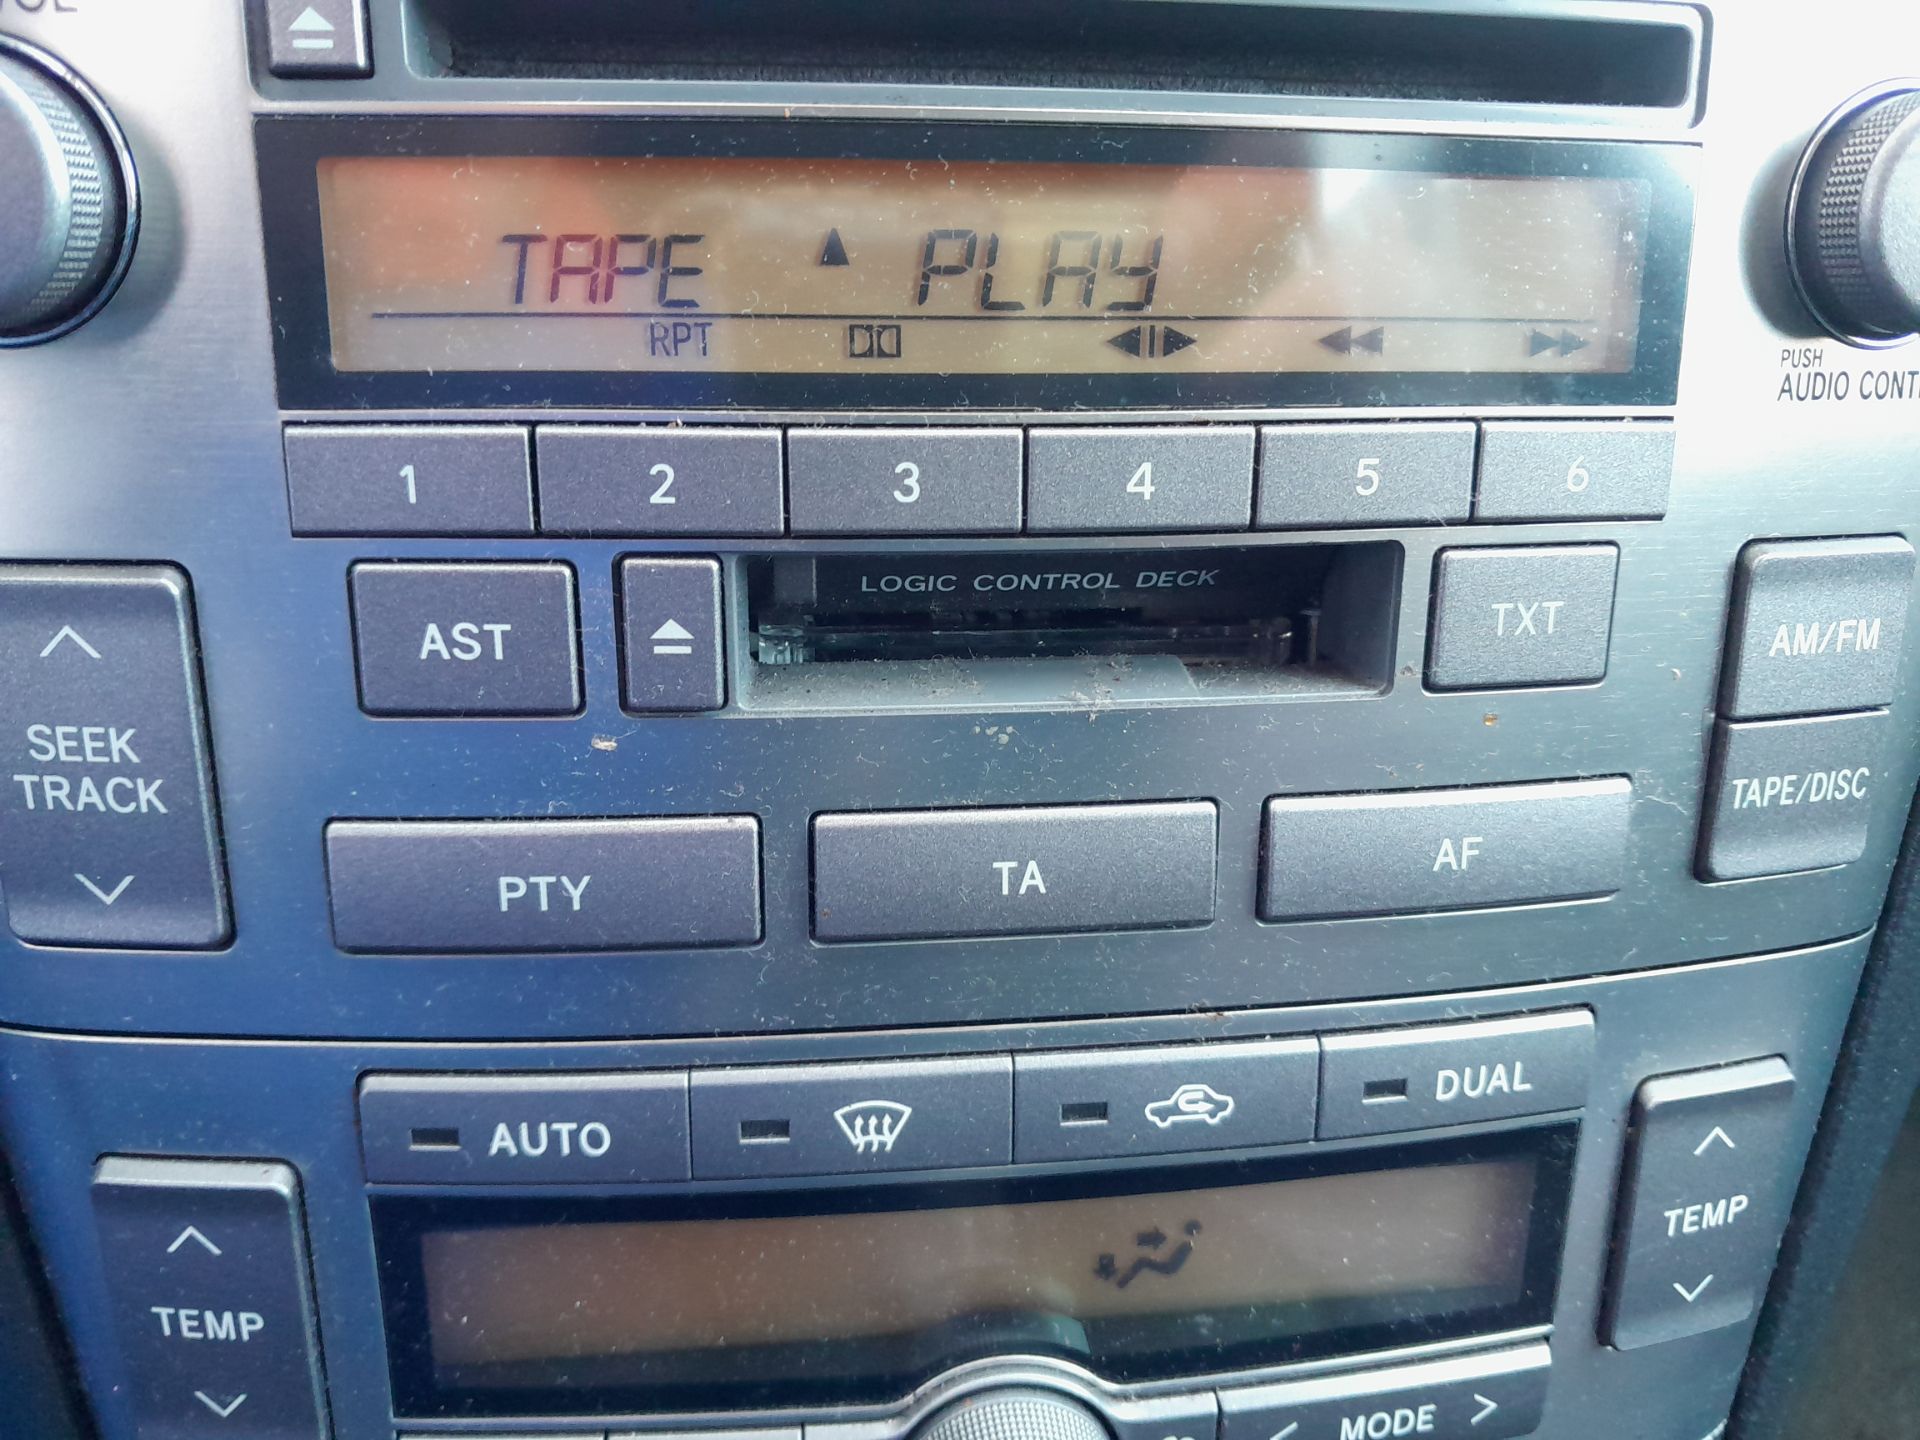 TAPE ▲ PLAY
RPT
PUSH
AUDIO CONT
1 2 3 4 5 6
AST
LOGIC CONTROL DECK
TXT
AM/FM
SEEK
TRACK
TAPE/DISC
PTY
TA
AF
AUTO
DUAL
TEMP
TEMP
< MODE >